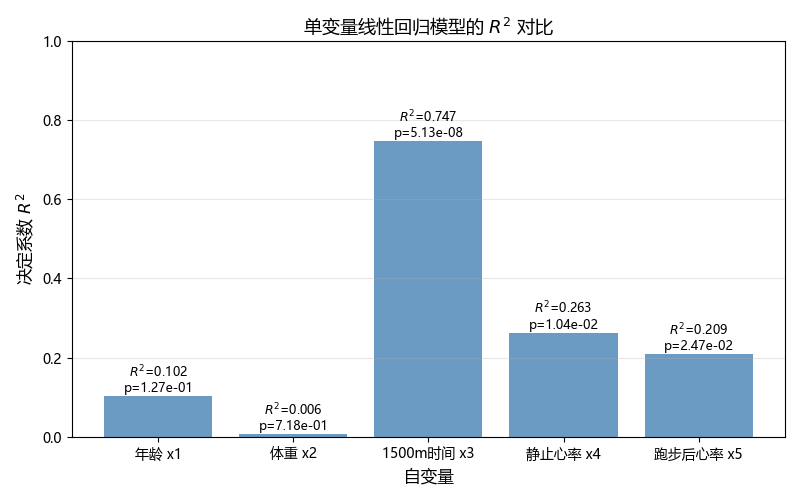 单变量线性回归模型的 R² 对比
决定系数 R²
1.0
0.8
0.6
0.4
0.2
0.0
R²=0.102
p=1.27e-01
R²=0.006
p=7.18e-01
R²=0.747
p=5.13e-08
R²=0.263
p=1.04e-02
R²=0.209
p=2.47e-02
年龄 x1
体重 x2
1500m时间 x3
静止心率 x4
跑步后心率 x5
自变量